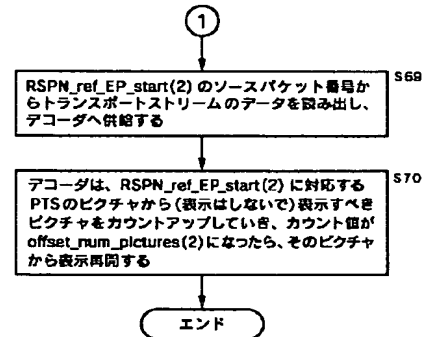 1
RSPN_ref_EP_start(2) のソースパケット番号か
らトランスポートストリームのデータを読み出し、
デコーダへ供給する
S69
デコーダは、RSPN_ref_EP_start(2) に対応する
PTSのピクチャから(表示はしないで)表示すべき
ピクチャをカウントアップしていき、カウント値が
offset_num_pictures(2)になったら、そのピクチャ
から表示再開する
S70
エンド